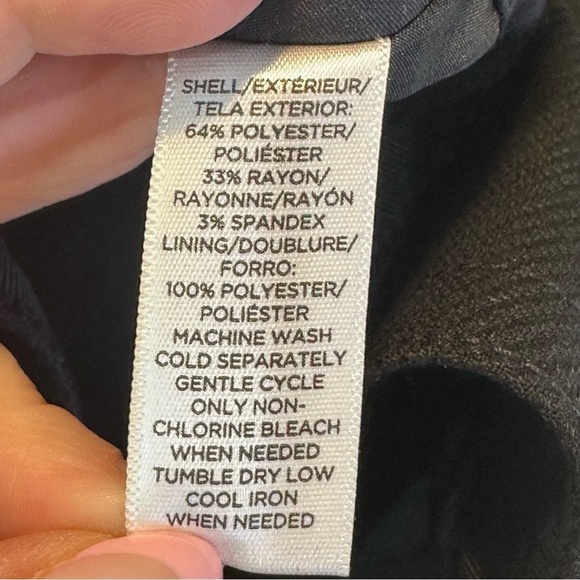 SHELL/EXTÉRIEUR/
TELA EXTERIOR:
64% POLYESTER/
POLIÉSTER
33% RAYON/
RAYONNE/RAYÓN
3% SPANDEX
LINING/DOUBLURE/
FORRO:
100% POLYESTER/
POLIÉSTER
MACHINE WASH
COLD SEPARATELY
GENTLE CYCLE
ONLY NON-
CHLORINE BLEACH
WHEN NEEDED
TUMBLE DRY LOW
COOL IRON
WHEN NEEDED